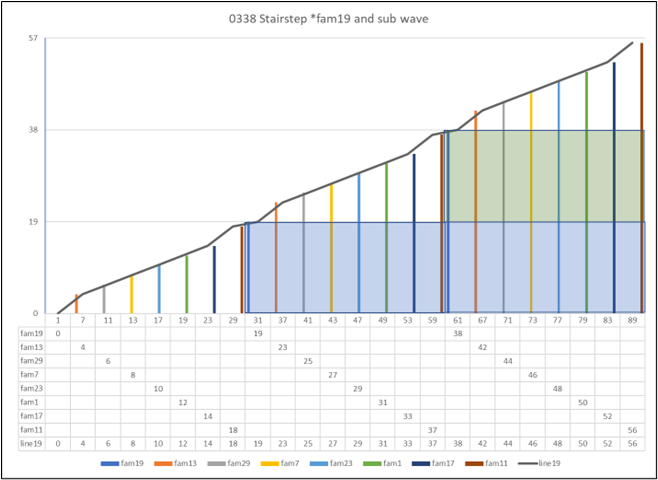 0338 Stairstep *fam19 and sub wave
57
38
19
0
1 7 11 13 17 19 23 29 31 37 41 43 47 49 53 59 61 67 71 73 77 79 83 89
fam19 0 19 38
fam13 4 23 42
fam29 6 25 44
fam7 8 27 46
fam23 10 29 48
fam1 12 31 50
fam17 14 33 52
fam11 18 37 56
line19 0 4 6 8 10 12 14 18 19 23 25 27 29 31 33 37 38 42 44 46 48 50 52 56
fam19 fam13 fam29 fam7 fam23 fam1 fam17 fam11 line19